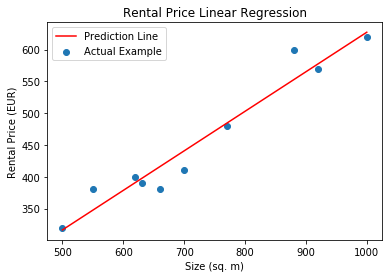 Rental Price Linear Regression
Prediction Line
Actual Example
Rental Price (EUR)
600
550
500
450
400
350
500
600
700
800
900
1000
Size (sq. m)